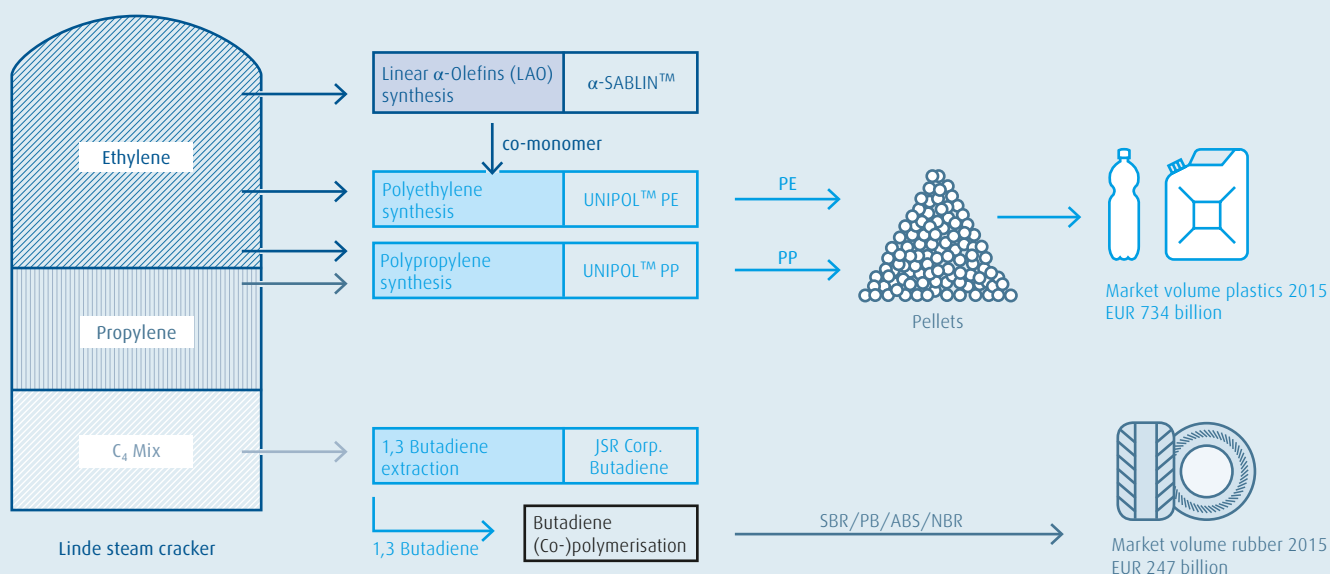 Linear α-Olefins (LAO)
synthesis
α-SABLIN™
co-monomer
Ethylene
Polyethylene
synthesis
UNIPOL™ PE
PE
Polypropylene
synthesis
UNIPOL™ PP
PP
Pellets
Market volume plastics 2015
EUR 734 billion
Propylene
C₄ Mix
1,3 Butadiene
extraction
JSR Corp.
Butadiene
1,3 Butadiene
Butadiene
(Co-)polymerisation
SBR/PB/ABS/NBR
Market volume rubber 2015
EUR 247 billion
Linde steam cracker